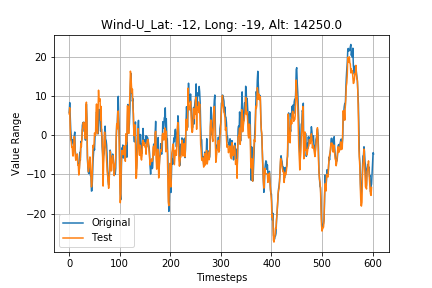 Wind-U_Lat: -12, Long: -19, Alt: 14250.0
Value Range
20
10
0
−10
−20
Original
Test
0 100 200 300 400 500 600
Timesteps